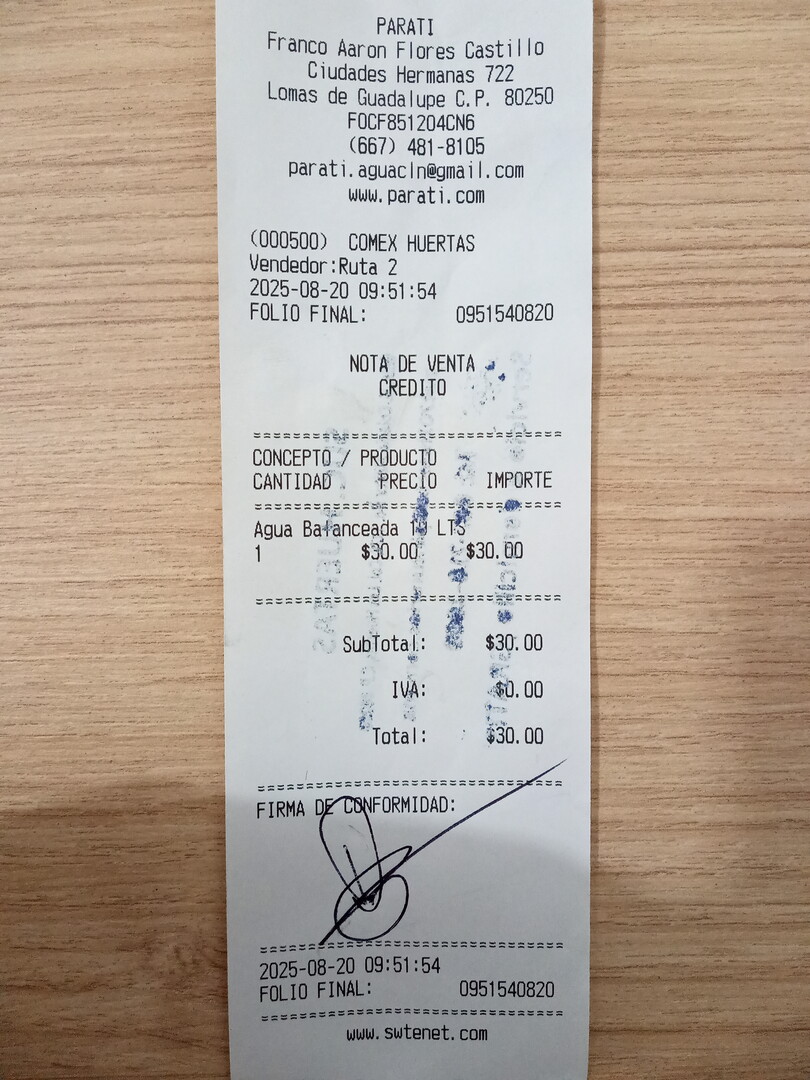 PARATI
Franco Aaron Flores Castillo
Ciudades Hermanas 722
Lomas de Guadalupe C.P. 80250
FOCF851204CN6
(667) 481-8105
parati.aguacln@gmail.com
www.parati.com
(000500) COMEX HUERTAS
Vendedor:Ruta 2
2025-08-20 09:51:54
FOLIO FINAL: 0951540820
NOTA DE VENTA
CREDITO
CONCEPTO / PRODUCTO
CANTIDAD PRECIO IMPORTE
Agua Balanceada LTS
1 $30.00 $30.00
SubTotal: $30.00
IVA: $0.00
Total: $30.00
FIRMA DE CONFORMIDAD:
2025-08-20 09:51:54
FOLIO FINAL: 0951540820
www.swtenet.com